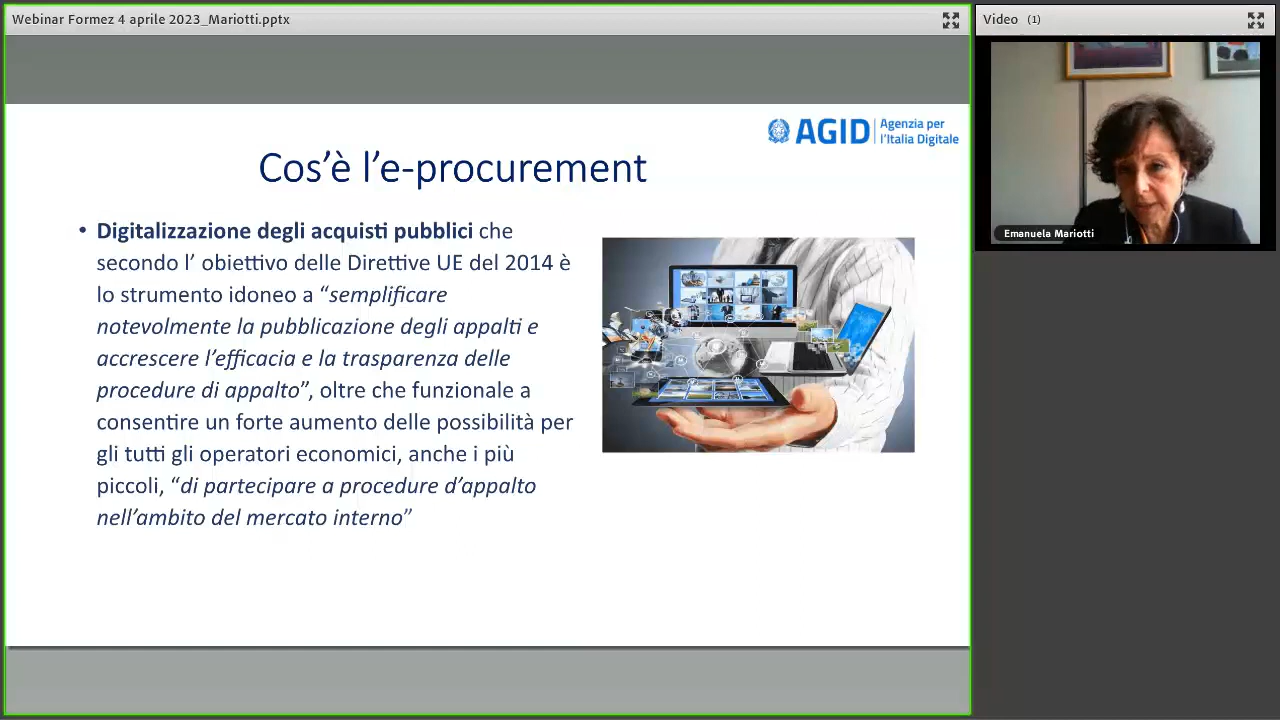 Webinar Formez 4 aprile 2023_Mariotti.pptx
Video (1)
AGID
Agenzia per
l'Italia Digitale
Emanuela Mariotti
Cos’è l’e-procurement
• Digitalizzazione degli acquisti pubblici che
secondo l’ obiettivo delle Direttive UE del 2014 è
lo strumento idoneo a “semplificare
notevolmente la pubblicazione degli appalti e
accrescere l’efficacia e la trasparenza delle
procedure di appalto”, oltre che funzionale a
consentire un forte aumento delle possibilità per
gli tutti gli operatori economici, anche i più
piccoli, “di partecipare a procedure d’appalto
nell’ambito del mercato interno”